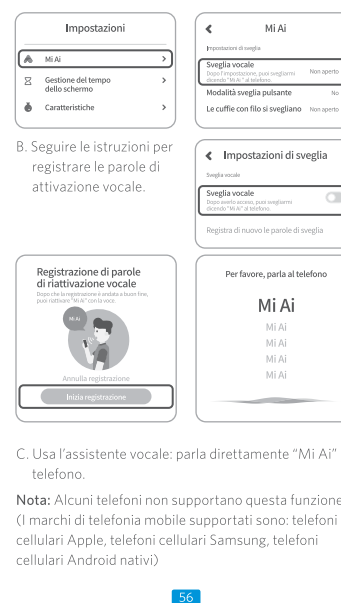 Impostazioni
Mi Ai
Gestione del tempo
dello schermo
Caratteristiche
Mi Ai
Impostazioni di sveglia
Sveglia vocale
Dopo l'impostazione, puoi svegliarmi
dicendo "Mi Ai" al telefono.
Non aperto
Modalità sveglia pulsante
No
Le cuffie con filo si svegliano
Non aperto
B. Seguire le istruzioni per
registrare le parole di
attivazione vocale.
Impostazioni di sveglia
Sveglia vocale
Sveglia vocale
Dopo averlo acceso, puoi svegliarmi
dicendo "Mi Ai" al telefono.
Registra di nuovo le parole di sveglia
Registrazione di parole
di riattivazione vocale
Dopo che la registrazione è andata a buon fine,
puoi riattivare "Mi Ai" con la voce.
Mi Ai
Annulla registrazione
Inizia registrazione
Per favore, parla al telefono
Mi Ai
Mi Ai
Mi Ai
Mi Ai
Mi Ai
C. Usa l'assistente vocale: parla direttamente "Mi Ai"
telefono.
Nota: Alcuni telefoni non supportano questa funzione
(I marchi di telefonia mobile supportati sono: telefoni
cellulari Apple, telefoni cellulari Samsung, telefoni
cellulari Android nativi)
56